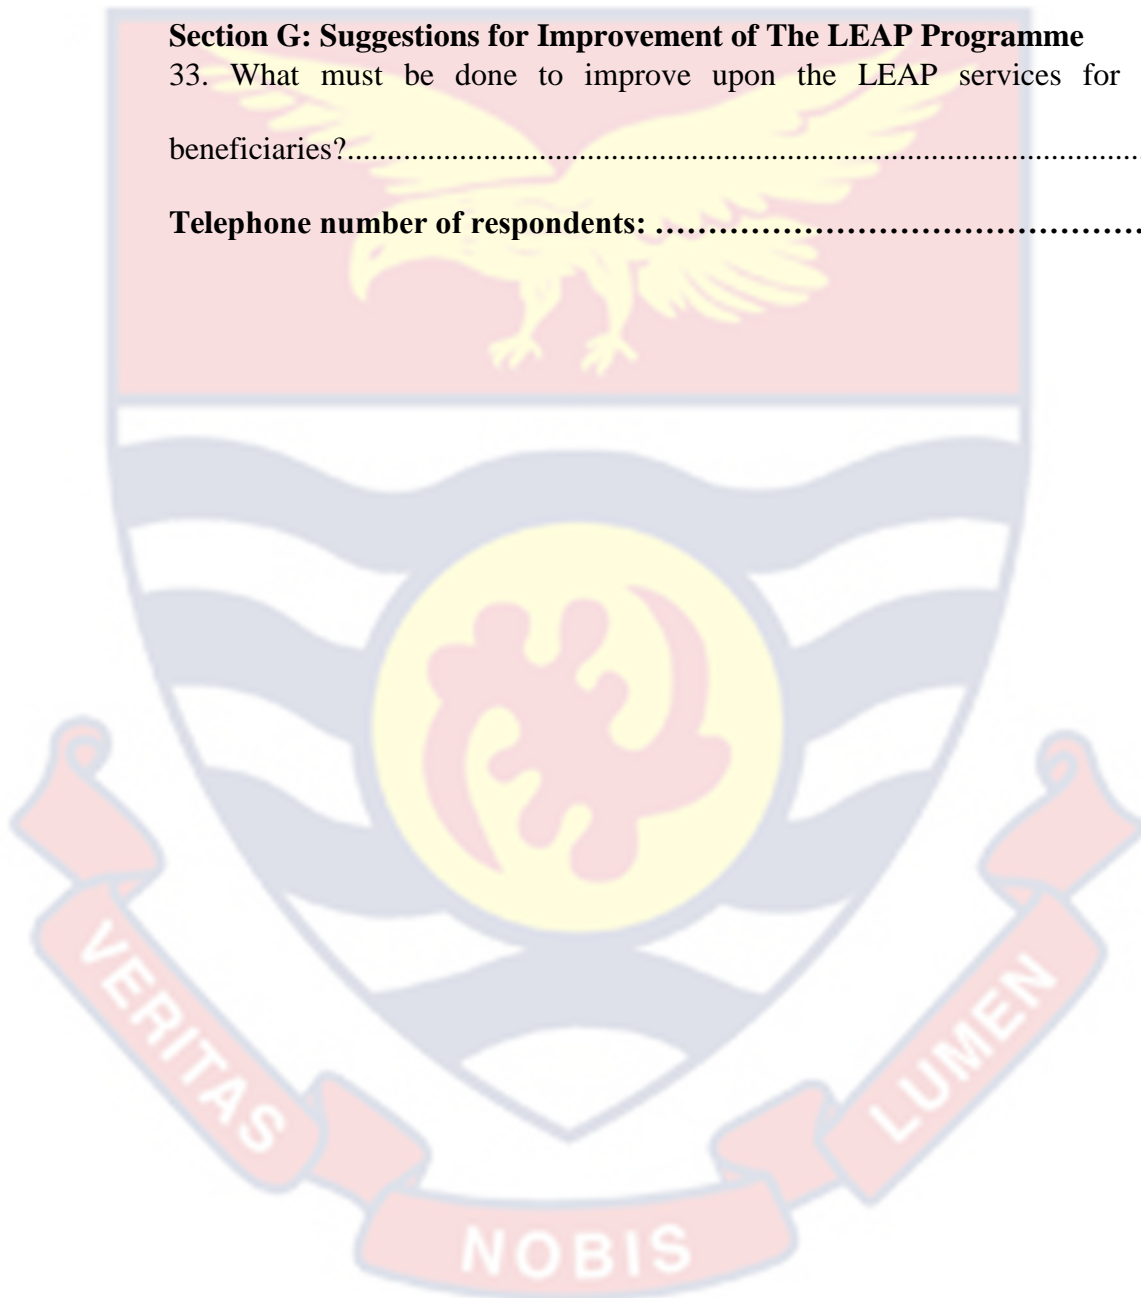 Section G: Suggestions for Improvement of The LEAP Programme
33. What must be done to improve upon the LEAP services for
beneficiaries?..........................................................................................................
Telephone number of respondents: ……………………………………………
VERITAS
NOBIS
LUMEN